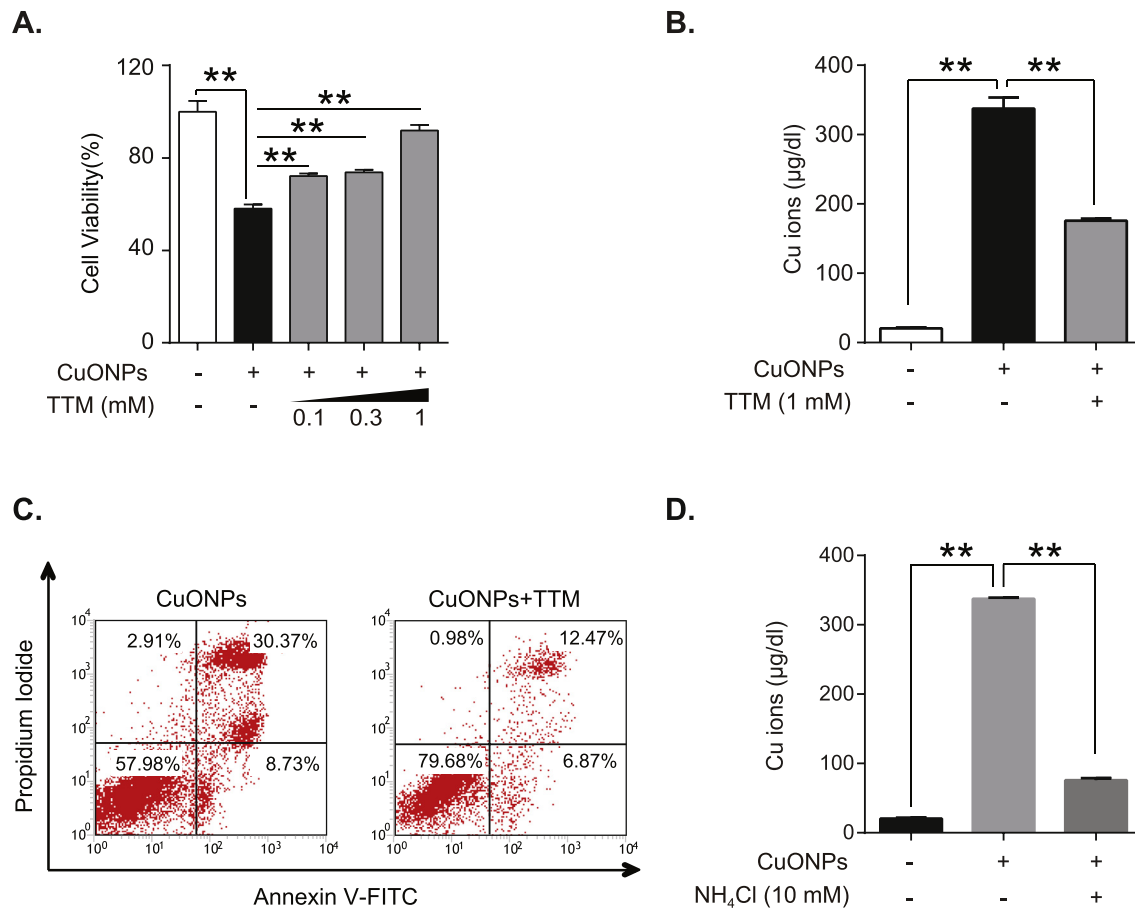 A.
120
80
40
0
Cell Viability(%)
**
**
**
**
CuONPs - + + + +
TTM (mM) - -
0.1 0.3 1
B.
400
300
200
100
0
Cu ions (µg/dl)
** **
CuONPs - + +
TTM (1 mM) - - +
C.
Propidium Iodide
CuONPs
10⁴
10³
10²
10¹
10⁰
2.91% 30.37%
57.98% 8.73%
10⁰ 10¹ 10² 10³ 10⁴
CuONPs+TTM
10⁴
10³
10²
10¹
10⁰
0.98% 12.47%
79.68% 6.87%
10⁰ 10¹ 10² 10³ 10⁴
Annexin V-FITC
D.
400
300
200
100
0
Cu ions (µg/dl)
** **
CuONPs - + +
NH₄Cl (10 mM) - - +